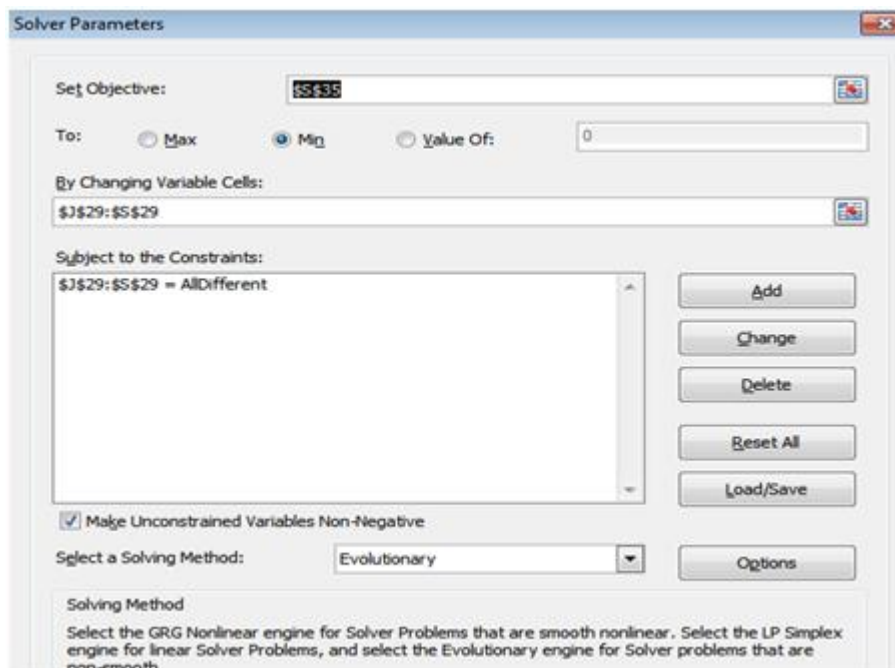 Solver Parameters
Set Objective: $S$35
To: Max Min Value Of: 0
By Changing Variable Cells:
$J$29:$S$29
Subject to the Constraints:
$J$29:$S$29 = AllDifferent
Add
Change
Delete
Reset All
Load/Save
Make Unconstrained Variables Non-Negative
Select a Solving Method: Evolutionary Options
Solving Method
Select the GRG Nonlinear engine for Solver Problems that are smooth nonlinear. Select the LP Simplex
engine for linear Solver Problems, and select the Evolutionary engine for Solver problems that are
non-smooth.